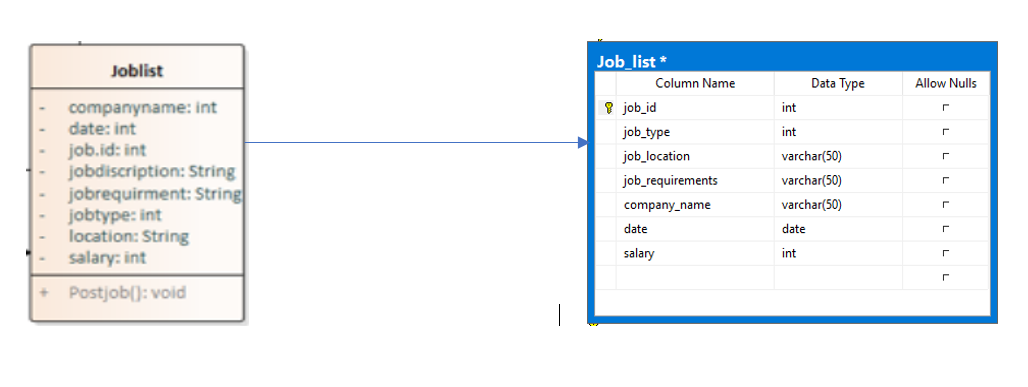 Joblist
- companyname: int
- date: int
- job.id: int
- jobdiscription: String
- jobrequirment: String
- jobtype: int
- location: String
- salary: int
+ Postjob(): void
Job_list *
Column Name Data Type Allow Nulls
job_id int
job_type int
job_location varchar(50)
job_requirements varchar(50)
company_name varchar(50)
date date
salary int